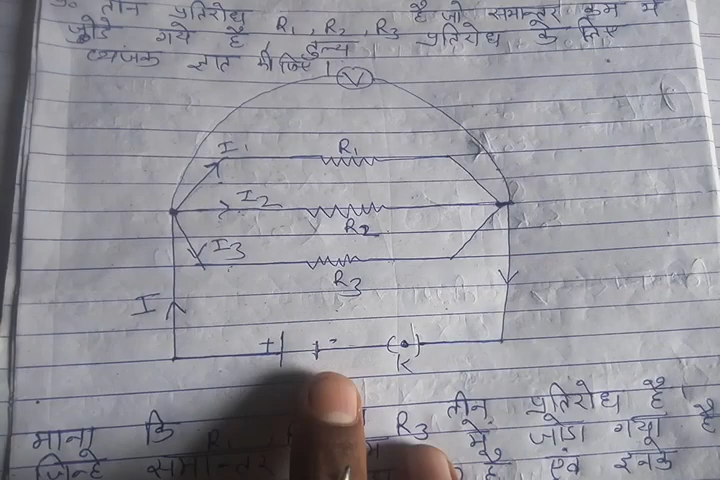 तीन प्रतिरोध R₁, R₂, R₃ है जो समान्तर क्रम में
जोड़े गये है, तुल्य प्रतिरोध के लिए
व्यंजक ज्ञात कीजिए।
V
I₁ R₁
I₂
R₂
I₃
R₃
I
+ -
K
माना कि R₃ तीन प्रतिरोध है
जिन्हे समान्तर में जोडा गया है
एवं इनके